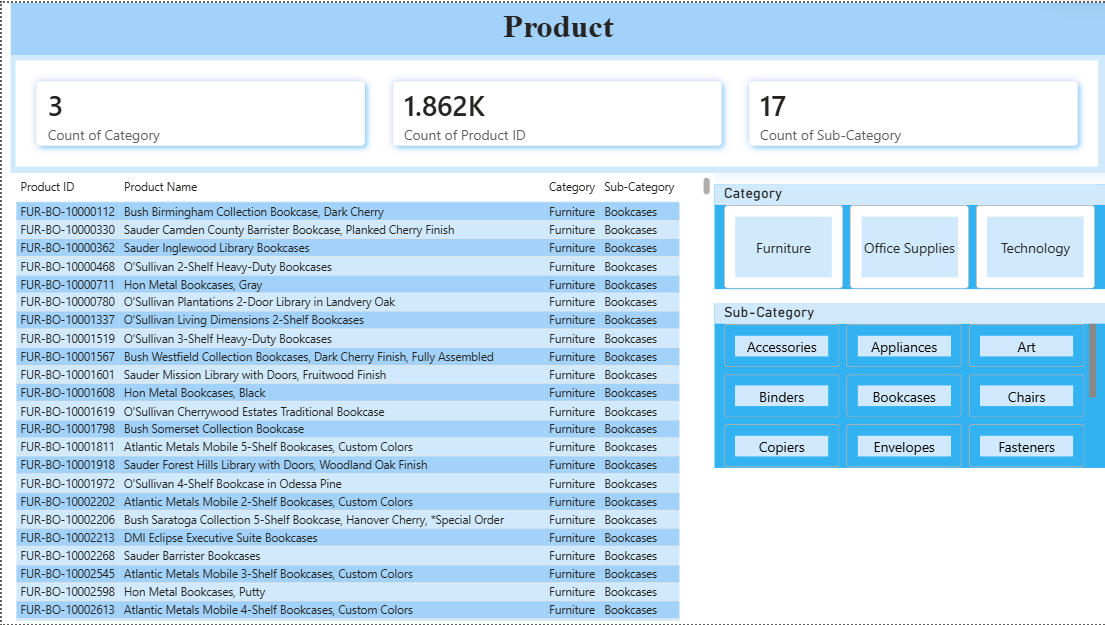 Product
3
Count of Category
1.862K
Count of Product ID
17
Count of Sub-Category
Product ID Product Name Category Sub-Category
FUR-BO-10000112 Bush Birmingham Collection Bookcase, Dark Cherry Furniture Bookcases
FUR-BO-10000330 Sauder Camden County Barrister Bookcase, Planked Cherry Finish Furniture Bookcases
FUR-BO-10000362 Sauder Inglewood Library Bookcases Furniture Bookcases
FUR-BO-10000468 O'Sullivan 2-Shelf Heavy-Duty Bookcases Furniture Bookcases
FUR-BO-10000711 Hon Metal Bookcases, Gray Furniture Bookcases
FUR-BO-10000780 O'Sullivan Plantations 2-Door Library in Landvery Oak Furniture Bookcases
FUR-BO-10001337 O'Sullivan Living Dimensions 2-Shelf Bookcases Furniture Bookcases
FUR-BO-10001519 O'Sullivan 3-Shelf Heavy-Duty Bookcases Furniture Bookcases
FUR-BO-10001567 Bush Westfield Collection Bookcases, Dark Cherry Finish, Fully Assembled Furniture Bookcases
FUR-BO-10001601 Sauder Mission Library with Doors, Fruitwood Finish Furniture Bookcases
FUR-BO-10001608 Hon Metal Bookcases, Black Furniture Bookcases
FUR-BO-10001619 O'Sullivan Cherrywood Estates Traditional Bookcase Furniture Bookcases
FUR-BO-10001798 Bush Somerset Collection Bookcase Furniture Bookcases
FUR-BO-10001811 Atlantic Metals Mobile 5-Shelf Bookcases, Custom Colors Furniture Bookcases
FUR-BO-10001918 Sauder Forest Hills Library with Doors, Woodland Oak Finish Furniture Bookcases
FUR-BO-10001972 O'Sullivan 4-Shelf Bookcase in Odessa Pine Furniture Bookcases
FUR-BO-10002202 Atlantic Metals Mobile 2-Shelf Bookcases, Custom Colors Furniture Bookcases
FUR-BO-10002206 Bush Saratoga Collection 5-Shelf Bookcase, Hanover Cherry, *Special Order Furniture Bookcases
FUR-BO-10002213 DMI Eclipse Executive Suite Bookcases Furniture Bookcases
FUR-BO-10002268 Sauder Barrister Bookcases Furniture Bookcases
FUR-BO-10002545 Atlantic Metals Mobile 3-Shelf Bookcases, Custom Colors Furniture Bookcases
FUR-BO-10002598 Hon Metal Bookcases, Putty Furniture Bookcases
FUR-BO-10002613 Atlantic Metals Mobile 4-Shelf Bookcases, Custom Colors Furniture Bookcases
Category
Furniture Office Supplies Technology
Sub-Category
Accessories Appliances Art
Binders Bookcases Chairs
Copiers Envelopes Fasteners